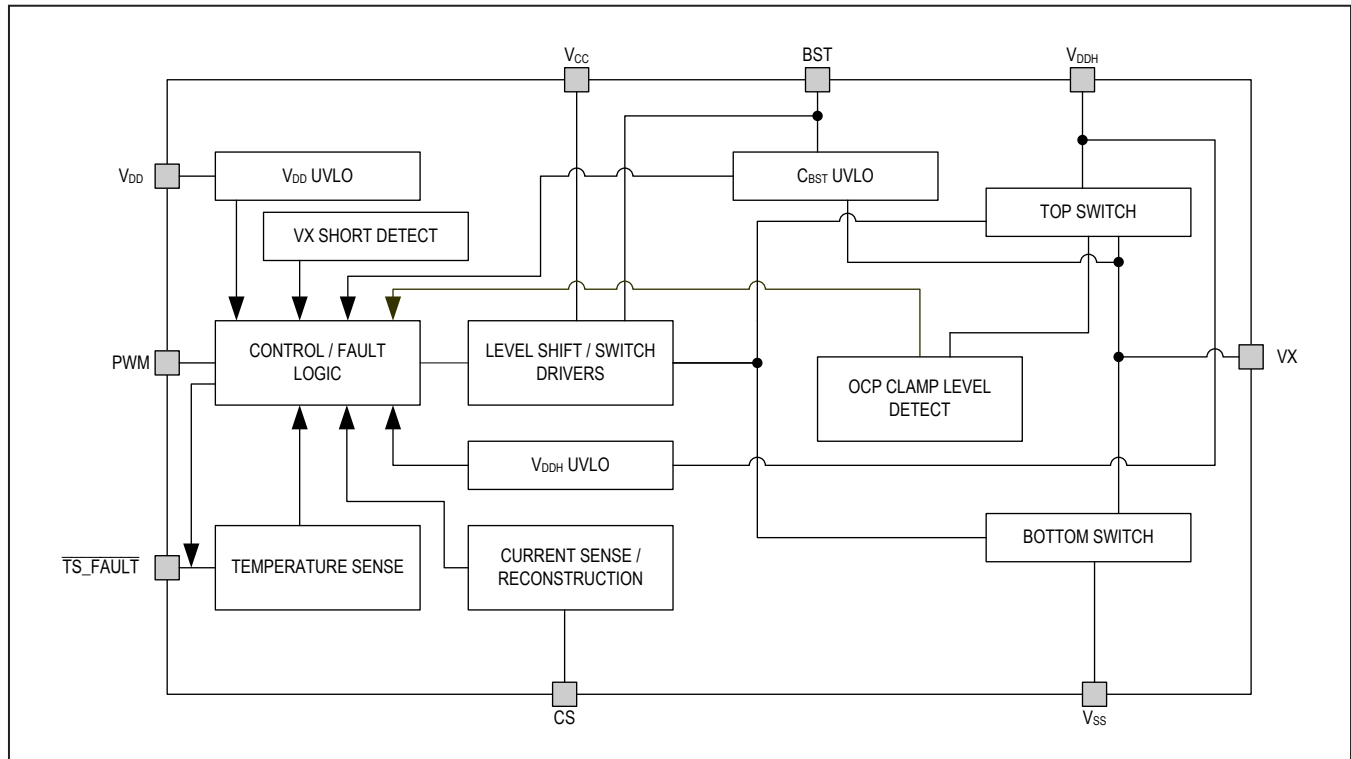 VCC
BST
VDDH
VDD
VDD UVLO
CBST UVLO
VX SHORT DETECT
TOP SWITCH
PWM
CONTROL / FAULT
LOGIC
LEVEL SHIFT / SWITCH
DRIVERS
OCP CLAMP LEVEL
DETECT
VX
VDDH UVLO
TS_FAULT
TEMPERATURE SENSE
CURRENT SENSE /
RECONSTRUCTION
BOTTOM SWITCH
CS
VSS